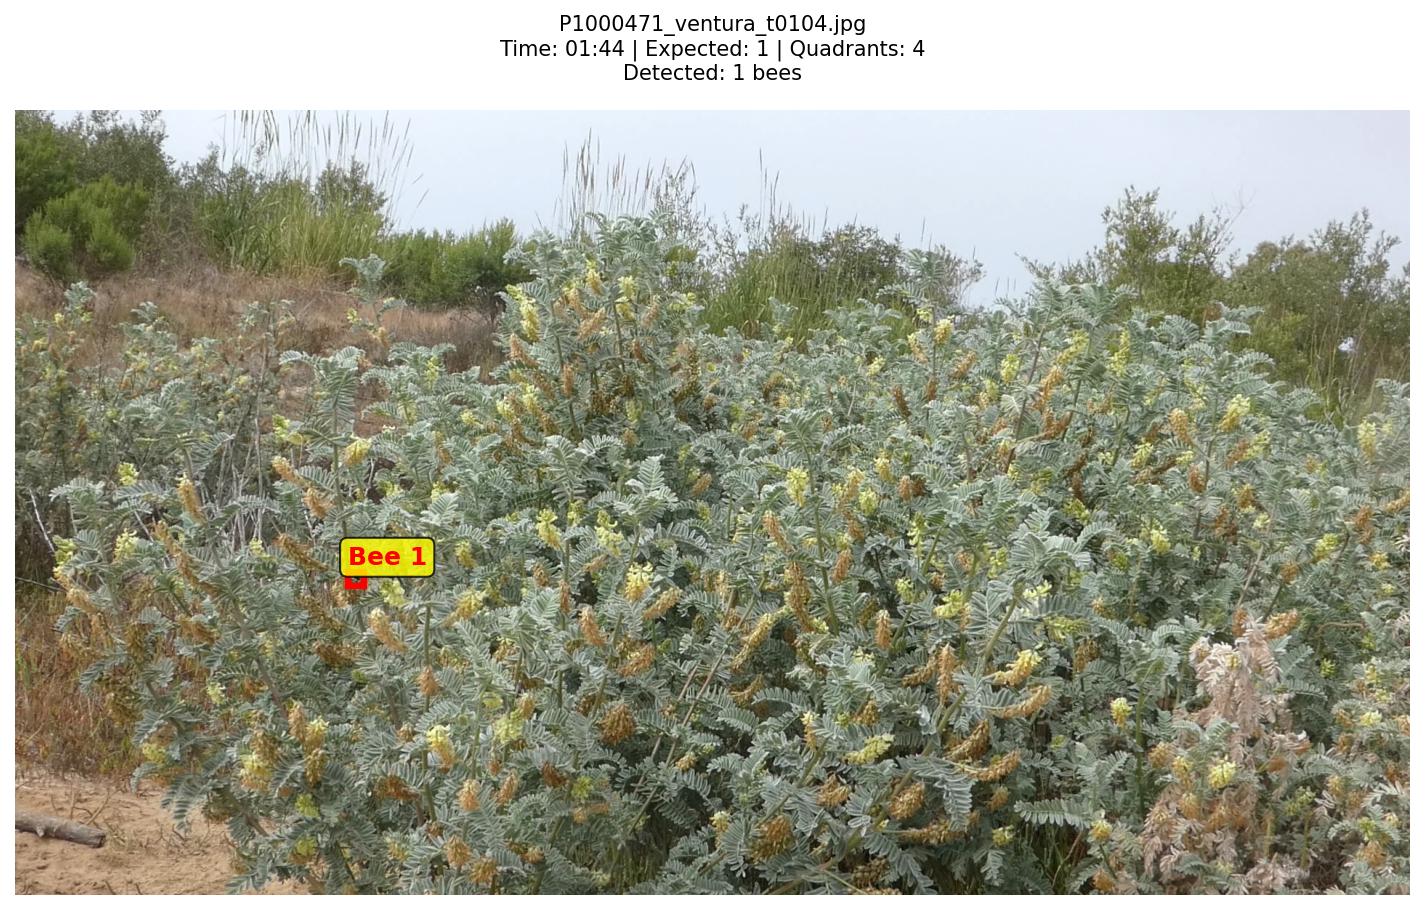 P1000471_ventura_t0104.jpg
Time: 01:44 | Expected: 1 | Quadrants: 4
Detected: 1 bees
Bee 1